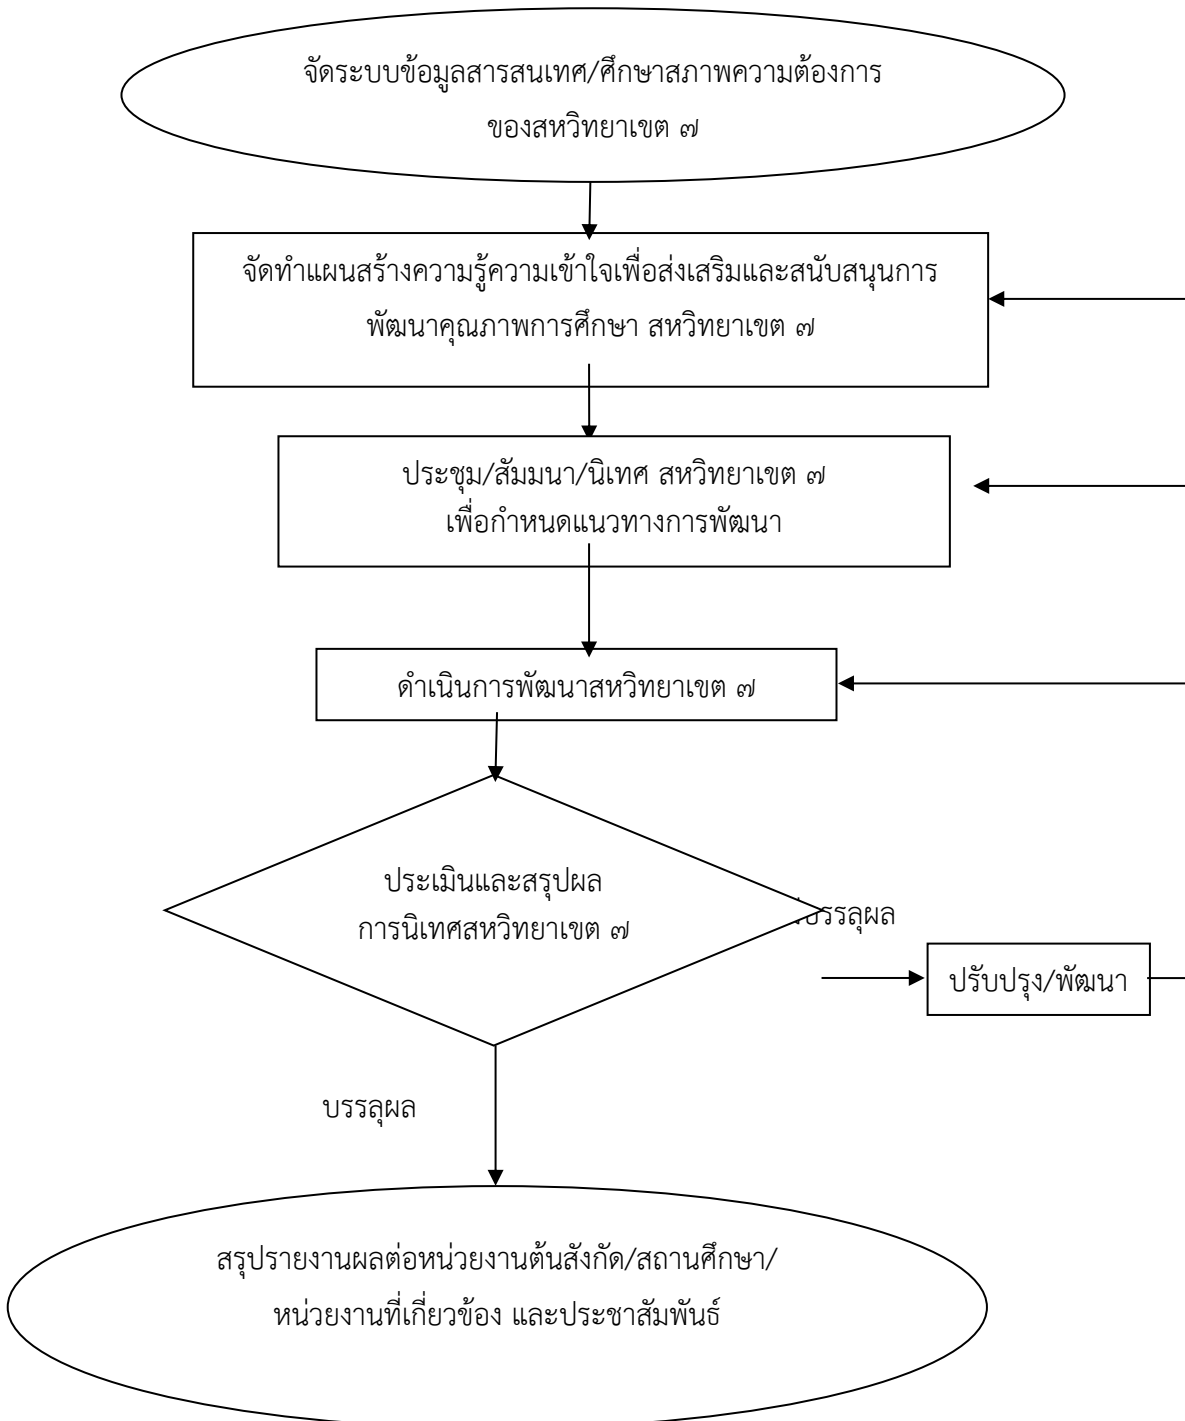 จัดระบบข้อมูลสารสนเทศ/ศึกษาสภาพความต้องการ
ของสหวิทยาเขต ๗
จัดทำแผนสร้างความรู้ความเข้าใจเพื่อส่งเสริมและสนับสนุนการ
พัฒนาคุณภาพการศึกษา สหวิทยาเขต ๗
ประชุม/สัมมนา/นิเทศ สหวิทยาเขต ๗
เพื่อกำหนดแนวทางการพัฒนา
ดำเนินการพัฒนาสหวิทยาเขต ๗
ประเมินและสรุปผล
การนิเทศสหวิทยาเขต ๗
บรรลุผล
ปรับปรุง/พัฒนา
บรรลุผล
สรุปรายงานผลต่อหน่วยงานต้นสังกัด/สถานศึกษา/
หน่วยงานที่เกี่ยวข้อง และประชาสัมพันธ์